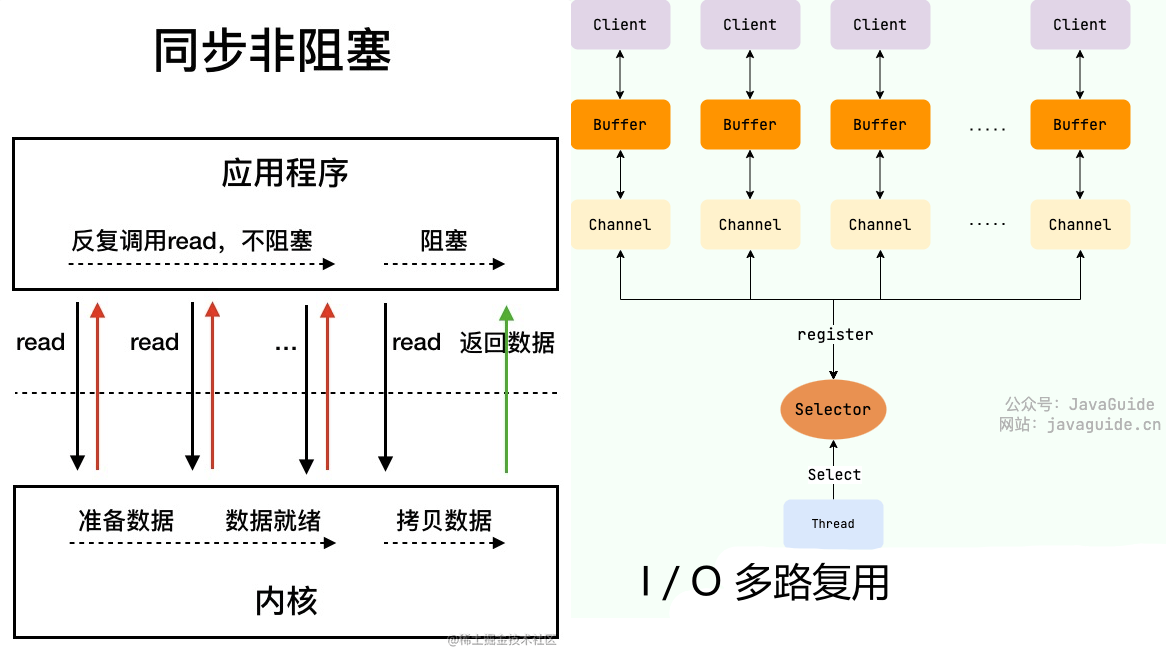 同步非阻塞
应用程序
反复调用read，不阻塞
阻塞
read
read
...
read
返回数据
准备数据
数据就绪
拷贝数据
内核
@稀土掘金技术社区
Client
Client
Client
Client
Buffer
Buffer
Buffer
.....
Buffer
Channel
Channel
Channel
.....
Channel
register
Selector
公众号：JavaGuide
网站：javaguide.cn
Select
Thread
I / O 多路复用